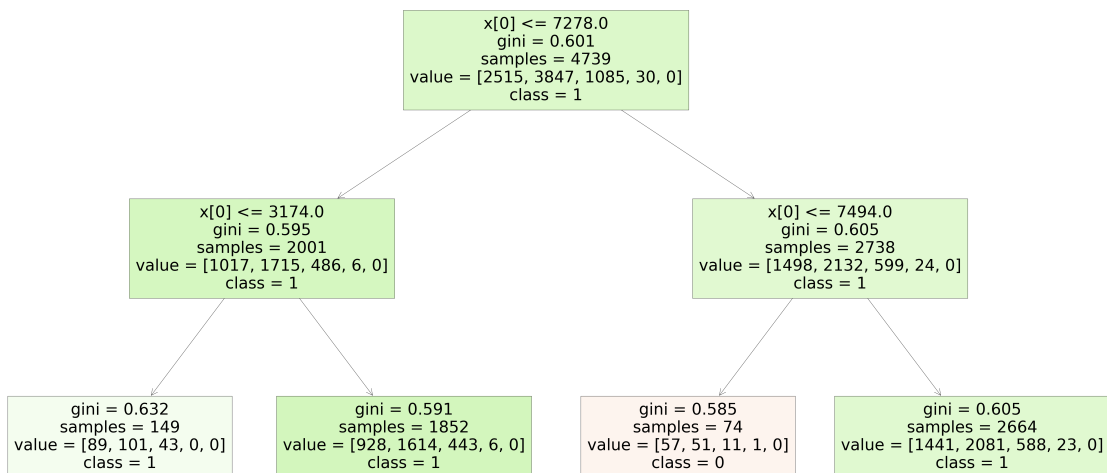 x[0] <= 7278.0
gini = 0.601
samples = 4739
value = [2515, 3847, 1085, 30, 0]
class = 1
x[0] <= 3174.0
gini = 0.595
samples = 2001
value = [1017, 1715, 486, 6, 0]
class = 1
x[0] <= 7494.0
gini = 0.605
samples = 2738
value = [1498, 2132, 599, 24, 0]
class = 1
gini = 0.632
samples = 149
value = [89, 101, 43, 0, 0]
class = 1
gini = 0.591
samples = 1852
value = [928, 1614, 443, 6, 0]
class = 1
gini = 0.585
samples = 74
value = [57, 51, 11, 1, 0]
class = 0
gini = 0.605
samples = 2664
value = [1441, 2081, 588, 23, 0]
class = 1